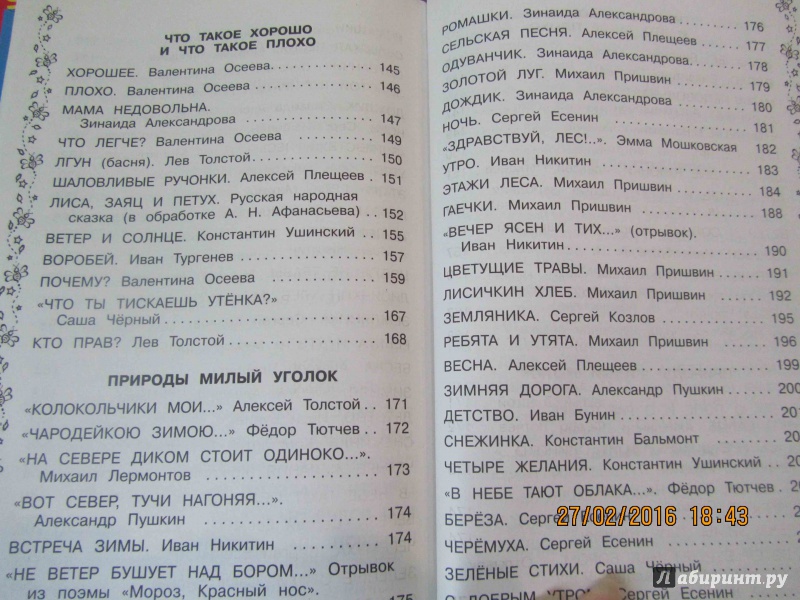 ЧТО ТАКОЕ ХОРОШО
И ЧТО ТАКОЕ ПЛОХО
ХОРОШЕЕ. Валентина Осеева. 145
ПЛОХО. Валентина Осеева 146
МАМА НЕДОВОЛЬНА.
Зинаида Александрова 147
ЧТО ЛЕГЧЕ? Валентина Осеева 149
ЛГУН (басня). Лев Толстой 150
ШАЛОВЛИВЫЕ РУЧОНКИ. Алексей Плещеев 151
ЛИСА, ЗАЯЦ И ПЕТУХ. Русская народная
сказка (в обработке А. Н. Афанасьева) 152
ВЕТЕР И СОЛНЦЕ. Константин Ушинский 155
ВОРОБЕЙ. Иван Тургенев 157
ПОЧЕМУ? Валентина Осеева 159
«ЧТО ТЫ ТИСКАЕШЬ УТЁНКА?»
Саша Чёрный 167
КТО ПРАВ? Лев Толстой 168
ПРИРОДЫ МИЛЫЙ УГОЛОК
«КОЛОКОЛЬЧИКИ МОИ...» Алексей Толстой 171
«ЧАРОДЕЙКОЮ ЗИМОЮ...» Фёдор Тютчев 172
«НА СЕВЕРЕ ДИКОМ СТОИТ ОДИНОКО...».
Михаил Лермонтов 173
«ВОТ СЕВЕР, ТУЧИ НАГОНЯЯ...».
Александр Пушкин 174
ВСТРЕЧА ЗИМЫ. Иван Никитин 174
«НЕ ВЕТЕР БУШУЕТ НАД БОРОМ...» Отрывок
из поэмы «Мороз, Красный нос». 175
РОМАШКИ. Зинаида Александрова 176
СЕЛЬСКАЯ ПЕСНЯ. Алексей Плещеев 177
ОДУВАНЧИК. Зинаида Александрова. 178
ЗОЛОТОЙ ЛУГ. Михаил Пришвин 179
ДОЖДИК. Зинаида Александрова 180
НОЧЬ. Сергей Есенин 181
«ЗДРАВСТВУЙ, ЛЕС!..». Эмма Мошковская 182
УТРО. Иван Никитин 183
ЭТАЖИ ЛЕСА. Михаил Пришвин 184
ГАЕЧКИ. Михаил Пришвин 188
«ВЕЧЕР ЯСЕН И ТИХ...» (отрывок).
Иван Никитин 190
ЦВЕТУЩИЕ ТРАВЫ. Михаил Пришвин 191
ЛИСИЧКИН ХЛЕБ. Михаил Пришвин 192
ЗЕМЛЯНИКА. Сергей Козлов 195
РЕБЯТА И УТЯТА. Михаил Пришвин 196
ВЕСНА. Алексей Плещеев 199
ЗИМНЯЯ ДОРОГА. Александр Пушкин 200
ДЕТСТВО. Иван Бунин 20
СНЕЖИНКА. Константин Бальмонт 20
ЧЕТЫРЕ ЖЕЛАНИЯ. Константин Ушинский 20
«В НЕБЕ ТАЮТ ОБЛАКА...». Фёдор Тютчев 20
БЕРЁЗА.
ЧЕРЁМУХА. Сергей Есенин
ЗЕЛЁНЫЕ СТИХИ. Саша Чёрный
ДОБРЫМ Сергей Есенин
27/02/2016 18:43
Лабиринт.ру